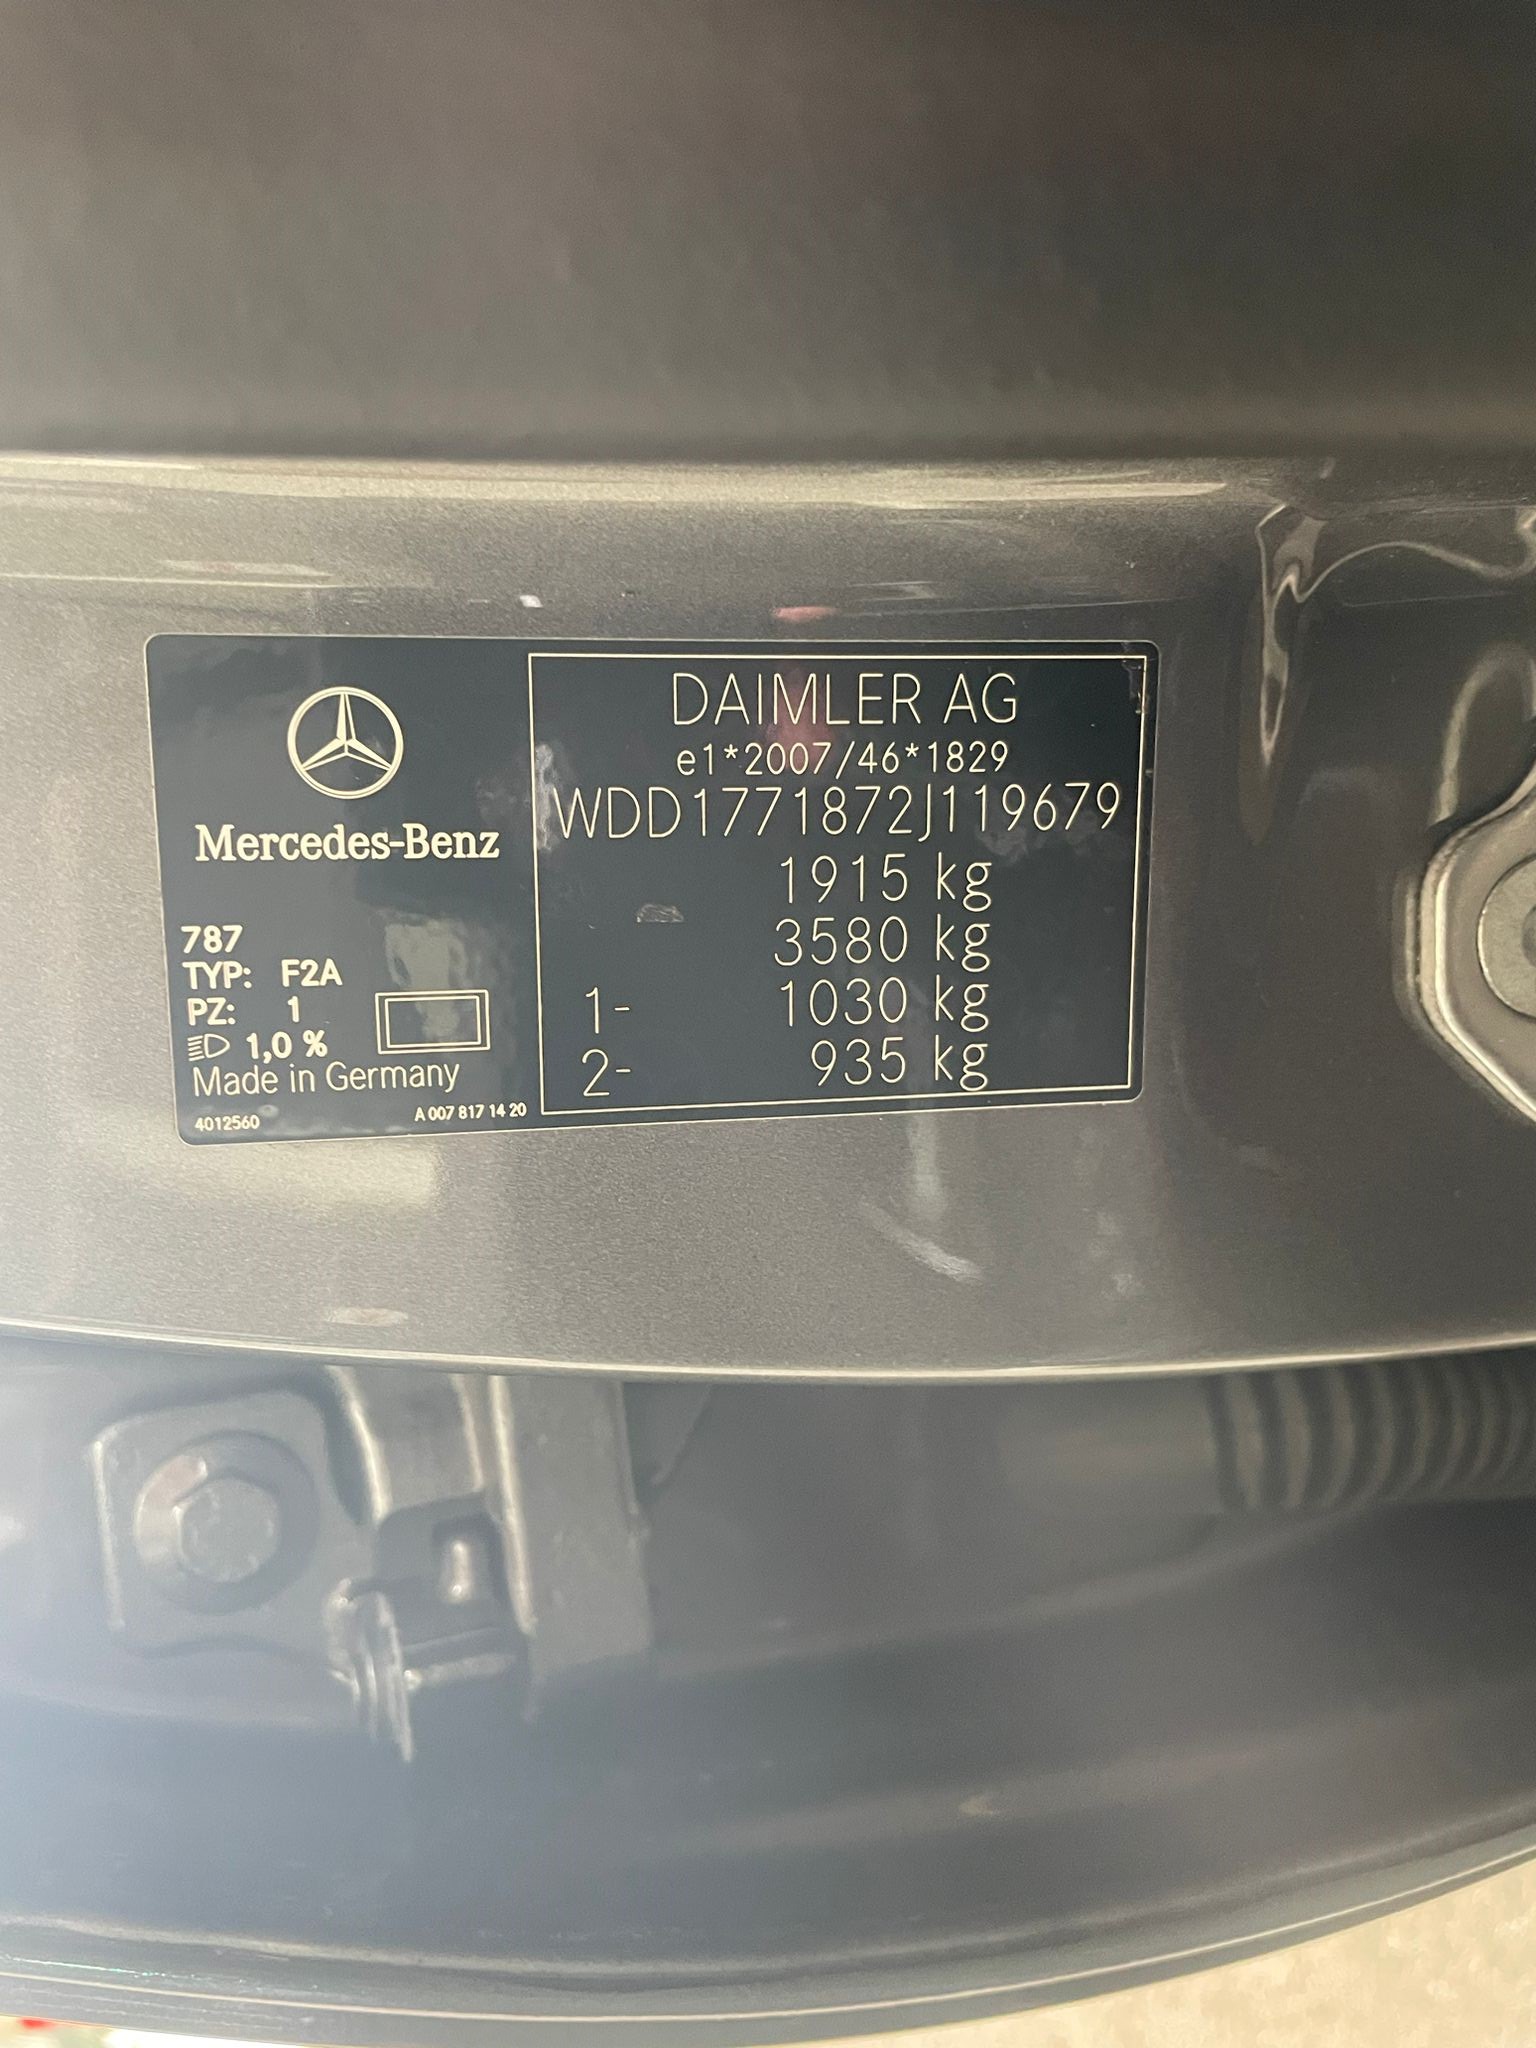 Mercedes-Benz
787
TYP: F2A
PZ: 1
1,0 %
Made in Germany
4012560
A 007 817 14 20
DAIMLER AG
e1*2007/46*1829
WDD1771872J119679
1915 kg
3580 kg
1- 1030 kg
2- 935 kg